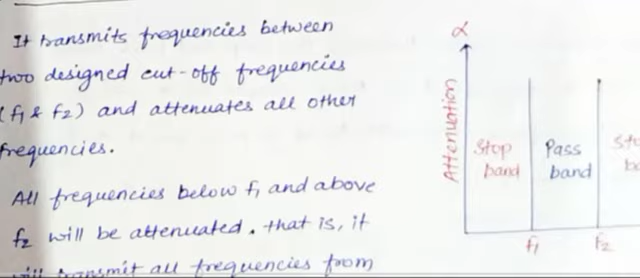 It transmits frequencies between
two designed cut-off frequencies
(f1 & f2) and attenuates all other
frequencies.
All frequencies below f1 and above
f2 will be attenuated. that is, it
will transmit all frequencies from
α
Attenuation
Stop
band
Pass
band
f1
f2